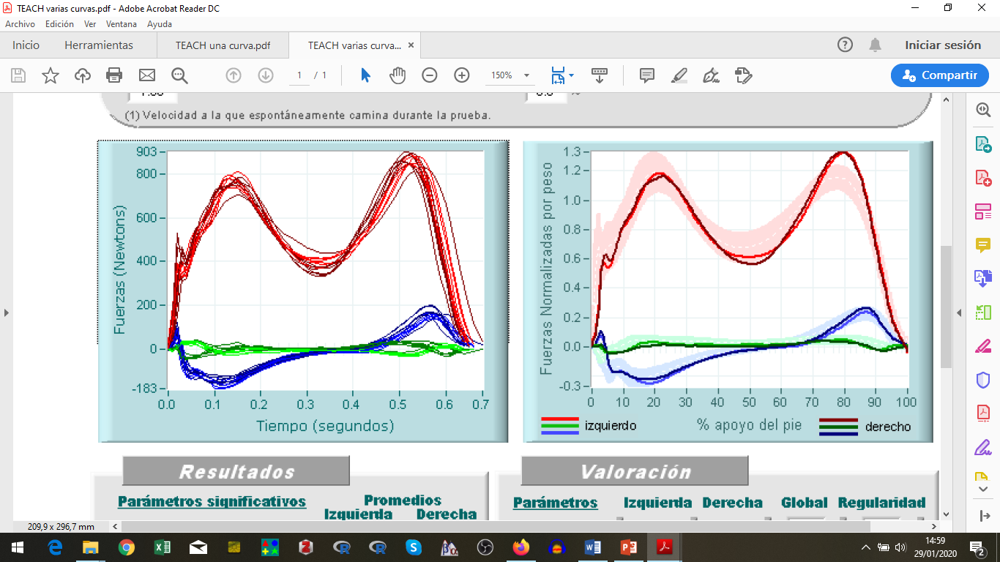 TEACH varias curvas.pdf - Adobe Acrobat Reader DC
Archivo Edición Ver Ventana Ayuda
Inicio Herramientas TEACH una curva.pdf TEACH varias curva... × Iniciar sesión
1 / 1 150% Compartir
(1) Velocidad a la que espontáneamente camina durante la prueba.
903
800
600
400
200
0
-183
0.0 0.1 0.2 0.3 0.4 0.5 0.6 0.7
Fuerzas (Newtons)
Tiempo (segundos)
1.3
1.2
1.0
0.8
0.6
0.4
0.2
0.0
-0.3
0 10 20 30 40 50 60 70 80 90 100
Fuerzas Normalizadas por peso
izquierdo % apoyo del pie derecho
Resultados
Parámetros significativos Promedios
Izquierda Derecha
Valoración
Parámetros Izquierda Derecha Global Regularidad
209,9 x 296,7 mm
14:59
29/01/2020
2